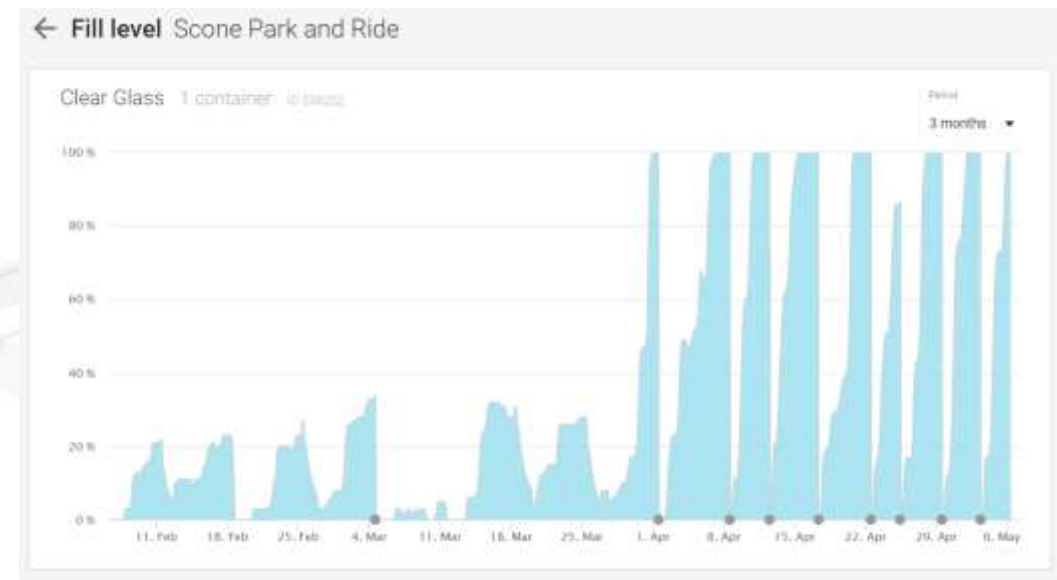 Fill level Scone Park and Ride
Clear Glass 1 container
Period
3 months
100 %
80 %
60 %
40 %
20 %
0 %
11. Feb 18. Feb 25. Feb 4. Mar 11. Mar 18. Mar 25. Mar 1. Apr 8. Apr 15. Apr 22. Apr 29. Apr 6. May